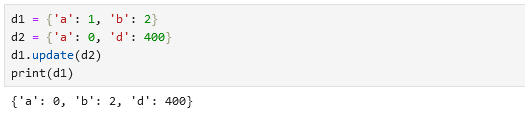 d1 = {'a': 1, 'b': 2}
d2 = {'a': 0, 'd': 400}
d1.update(d2)
print(d1)
{'a': 0, 'b': 2, 'd': 400}